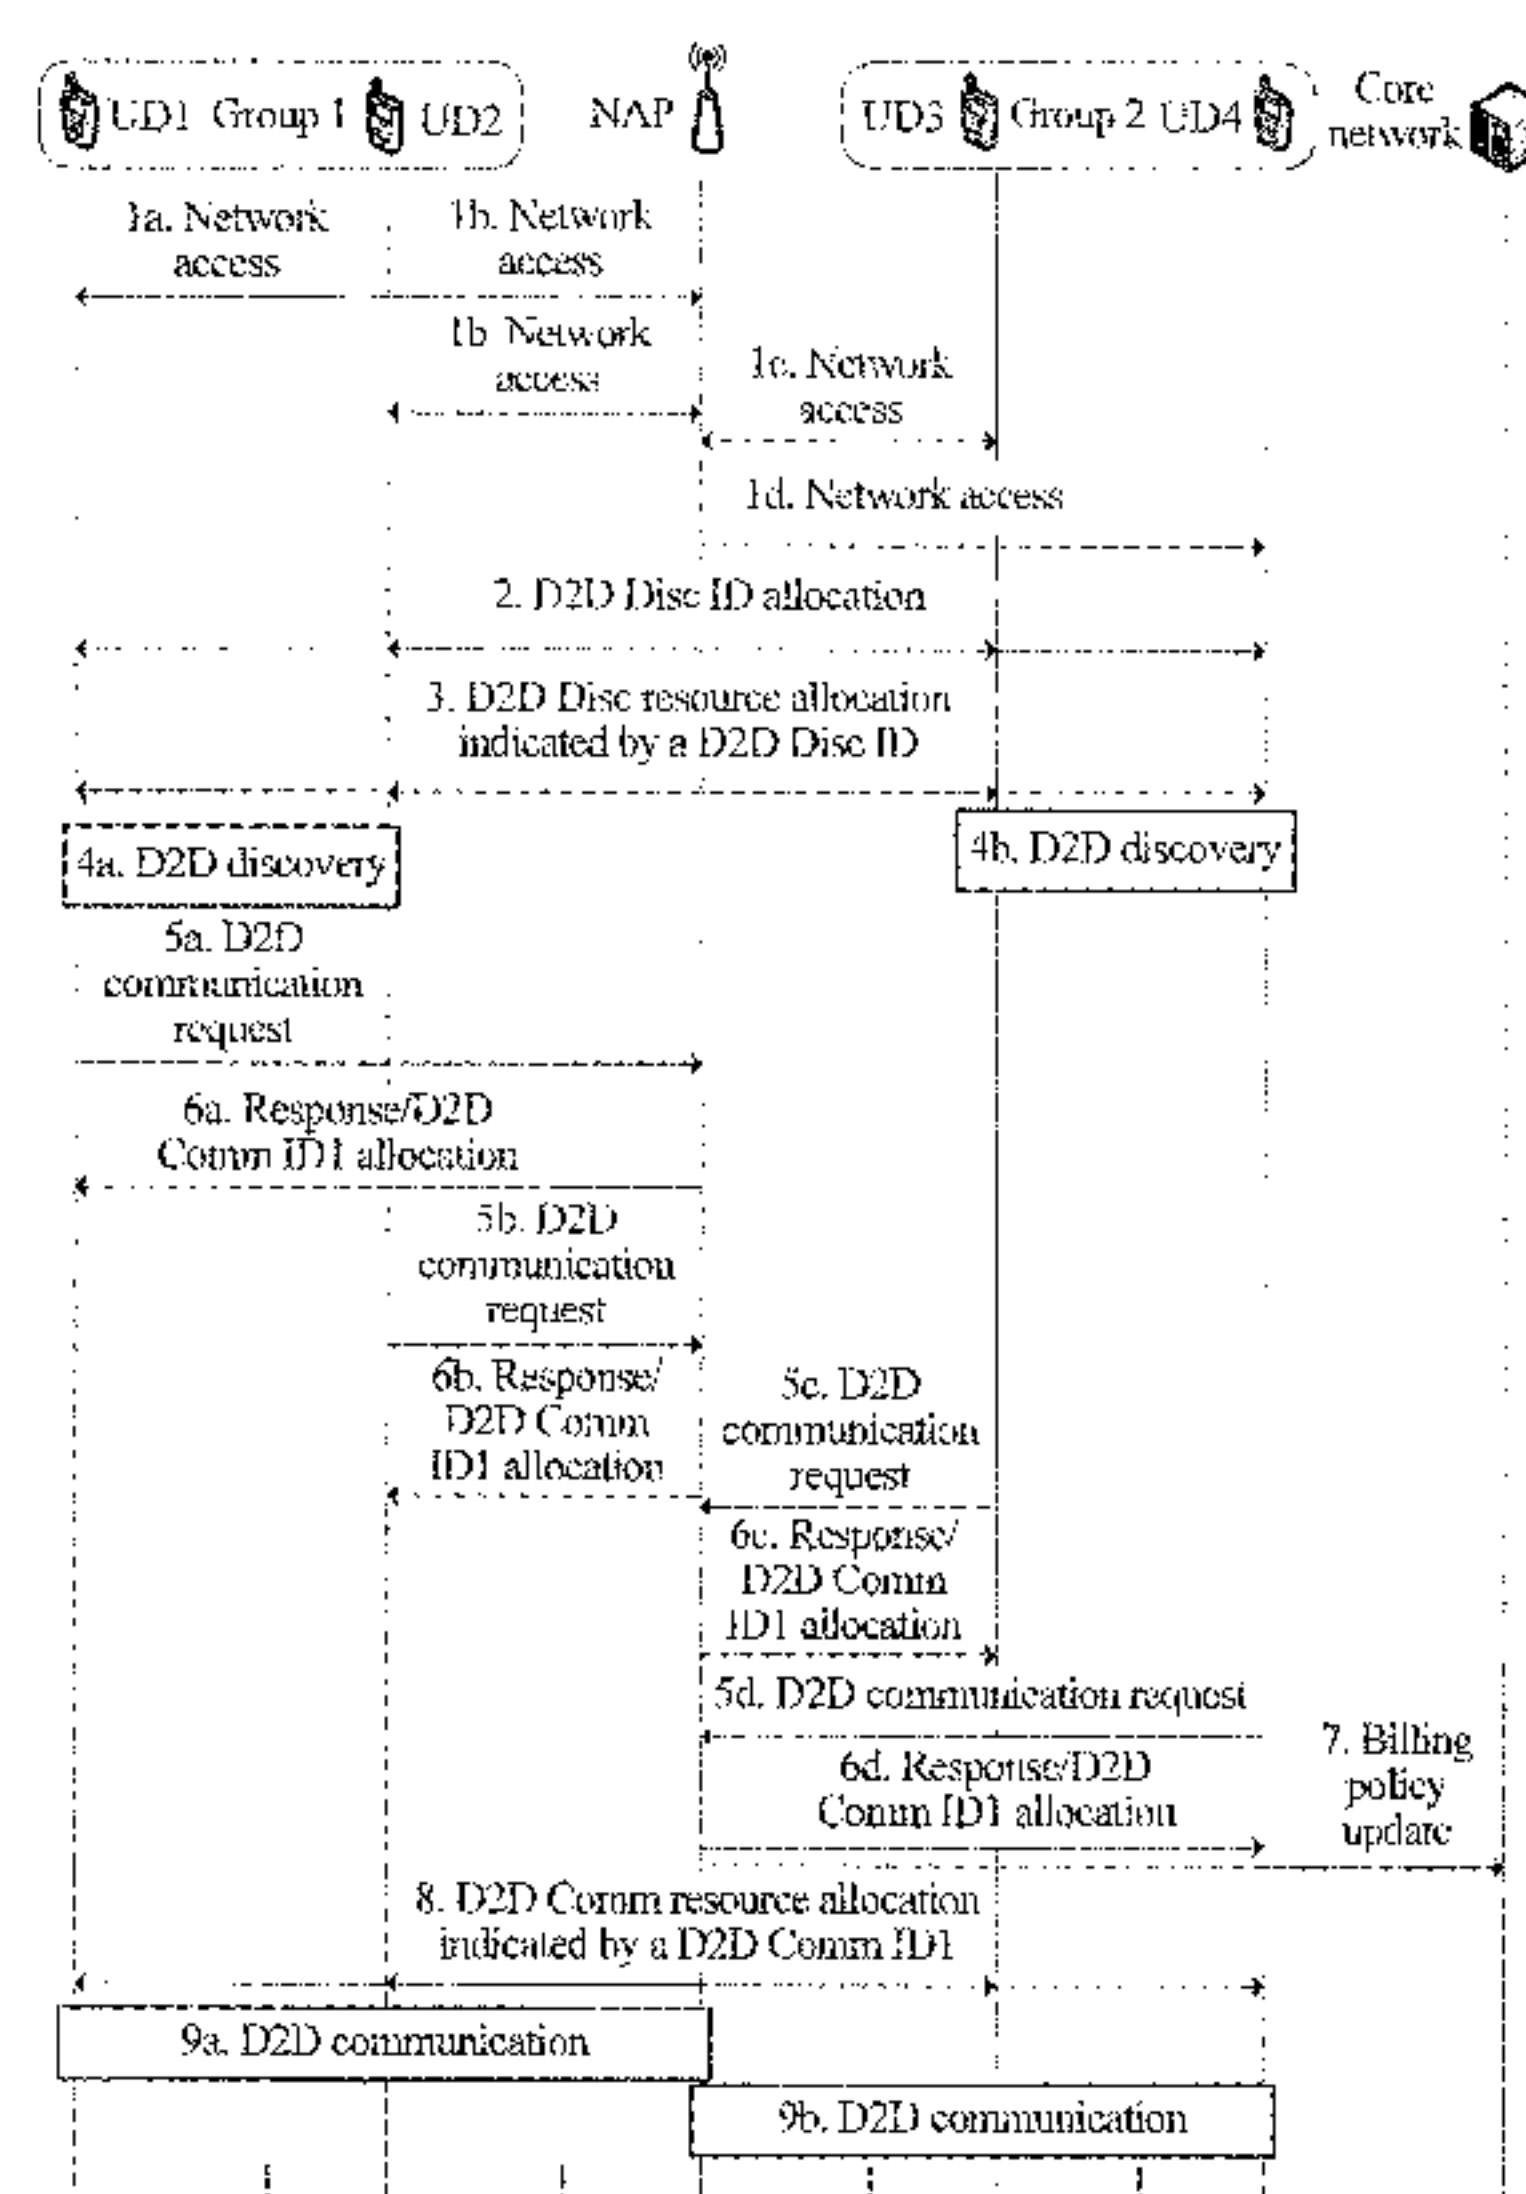 UD1 Group 1 UD2 NAP UD3 Group 2 UD4 Core
network
1a. Network
access
1b. Network
access
1b. Network
access
1c. Network
access
1d. Network access
2. D2D Disc ID allocation
3. D2D Disc resource allocation
indicated by a D2D Disc ID
4a. D2D discovery
4b. D2D discovery
5a. D2D
communication
request
6a. Response/D2D
Comm ID1 allocation
5b. D2D
communication
request
6b. Response/
D2D Comm
ID1 allocation
5c. D2D
communication
request
6c. Response/
D2D Comm
ID1 allocation
5d. D2D communication request
6d. Response/D2D
Comm ID1 allocation
7. Billing
policy
update
8. D2D Comm resource allocation
indicated by a D2D Comm ID1
9a. D2D communication
9b. D2D communication